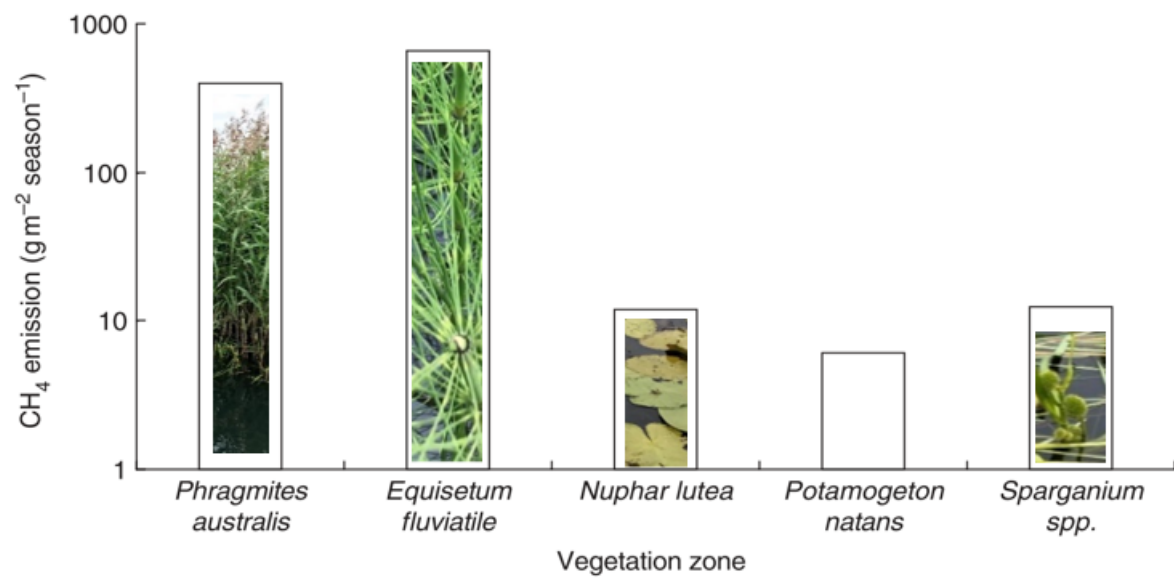 1000
100
10
1
CH₄ emission (g m⁻² season⁻¹)
Phragmites
australis
Equisetum
fluviatile
Nuphar lutea
Potamogeton
natans
Sparganium
spp.
Vegetation zone